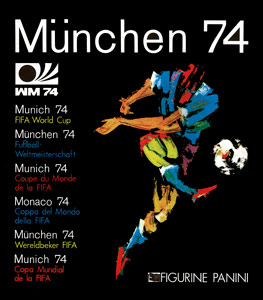 München 74
WM 74
Munich 74
FIFA World Cup
München 74
Fußball-
Weltmeisterschaft
Munich 74
Coupe du Monde
de la FIFA
Monaco 74
Coppa del Mondo
della FIFA
München 74
Wereldbeker FIFA
Munich 74
Copa Mundial
de la FIFA
FIGURINE PANINI